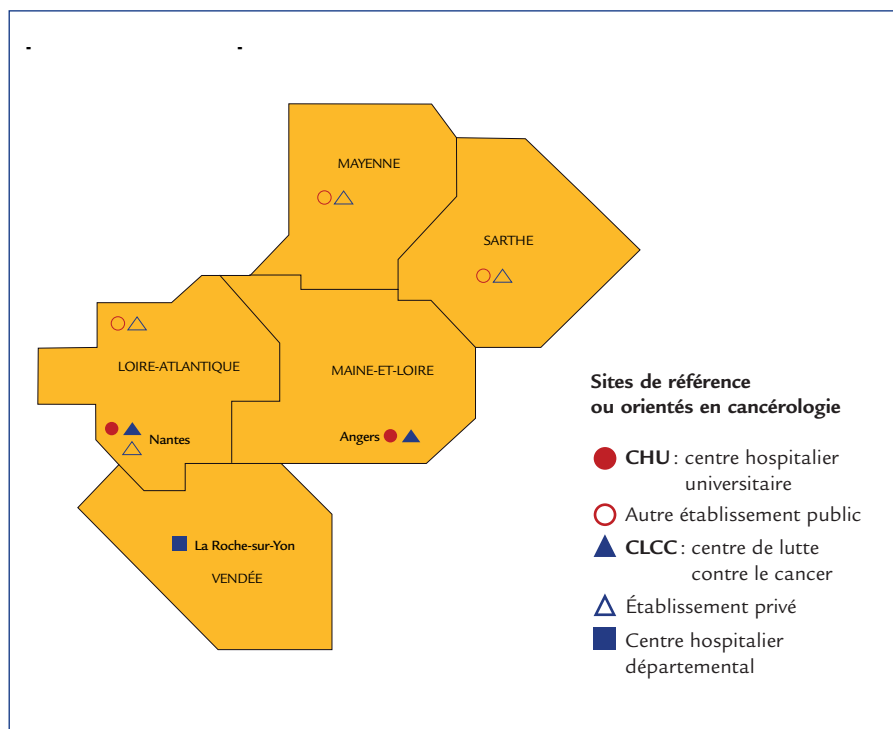 MAYENNE
SARTHE
LOIRE-ATLANTIQUE
MAINE-ET-LOIRE
Nantes
Angers
La Roche-sur-Yon
VENDÉE
Sites de référence
ou orientés en cancérologie
CHU : centre hospitalier
universitaire
Autre établissement public
CLCC : centre de lutte
contre le cancer
Établissement privé
Centre hospitalier
départemental